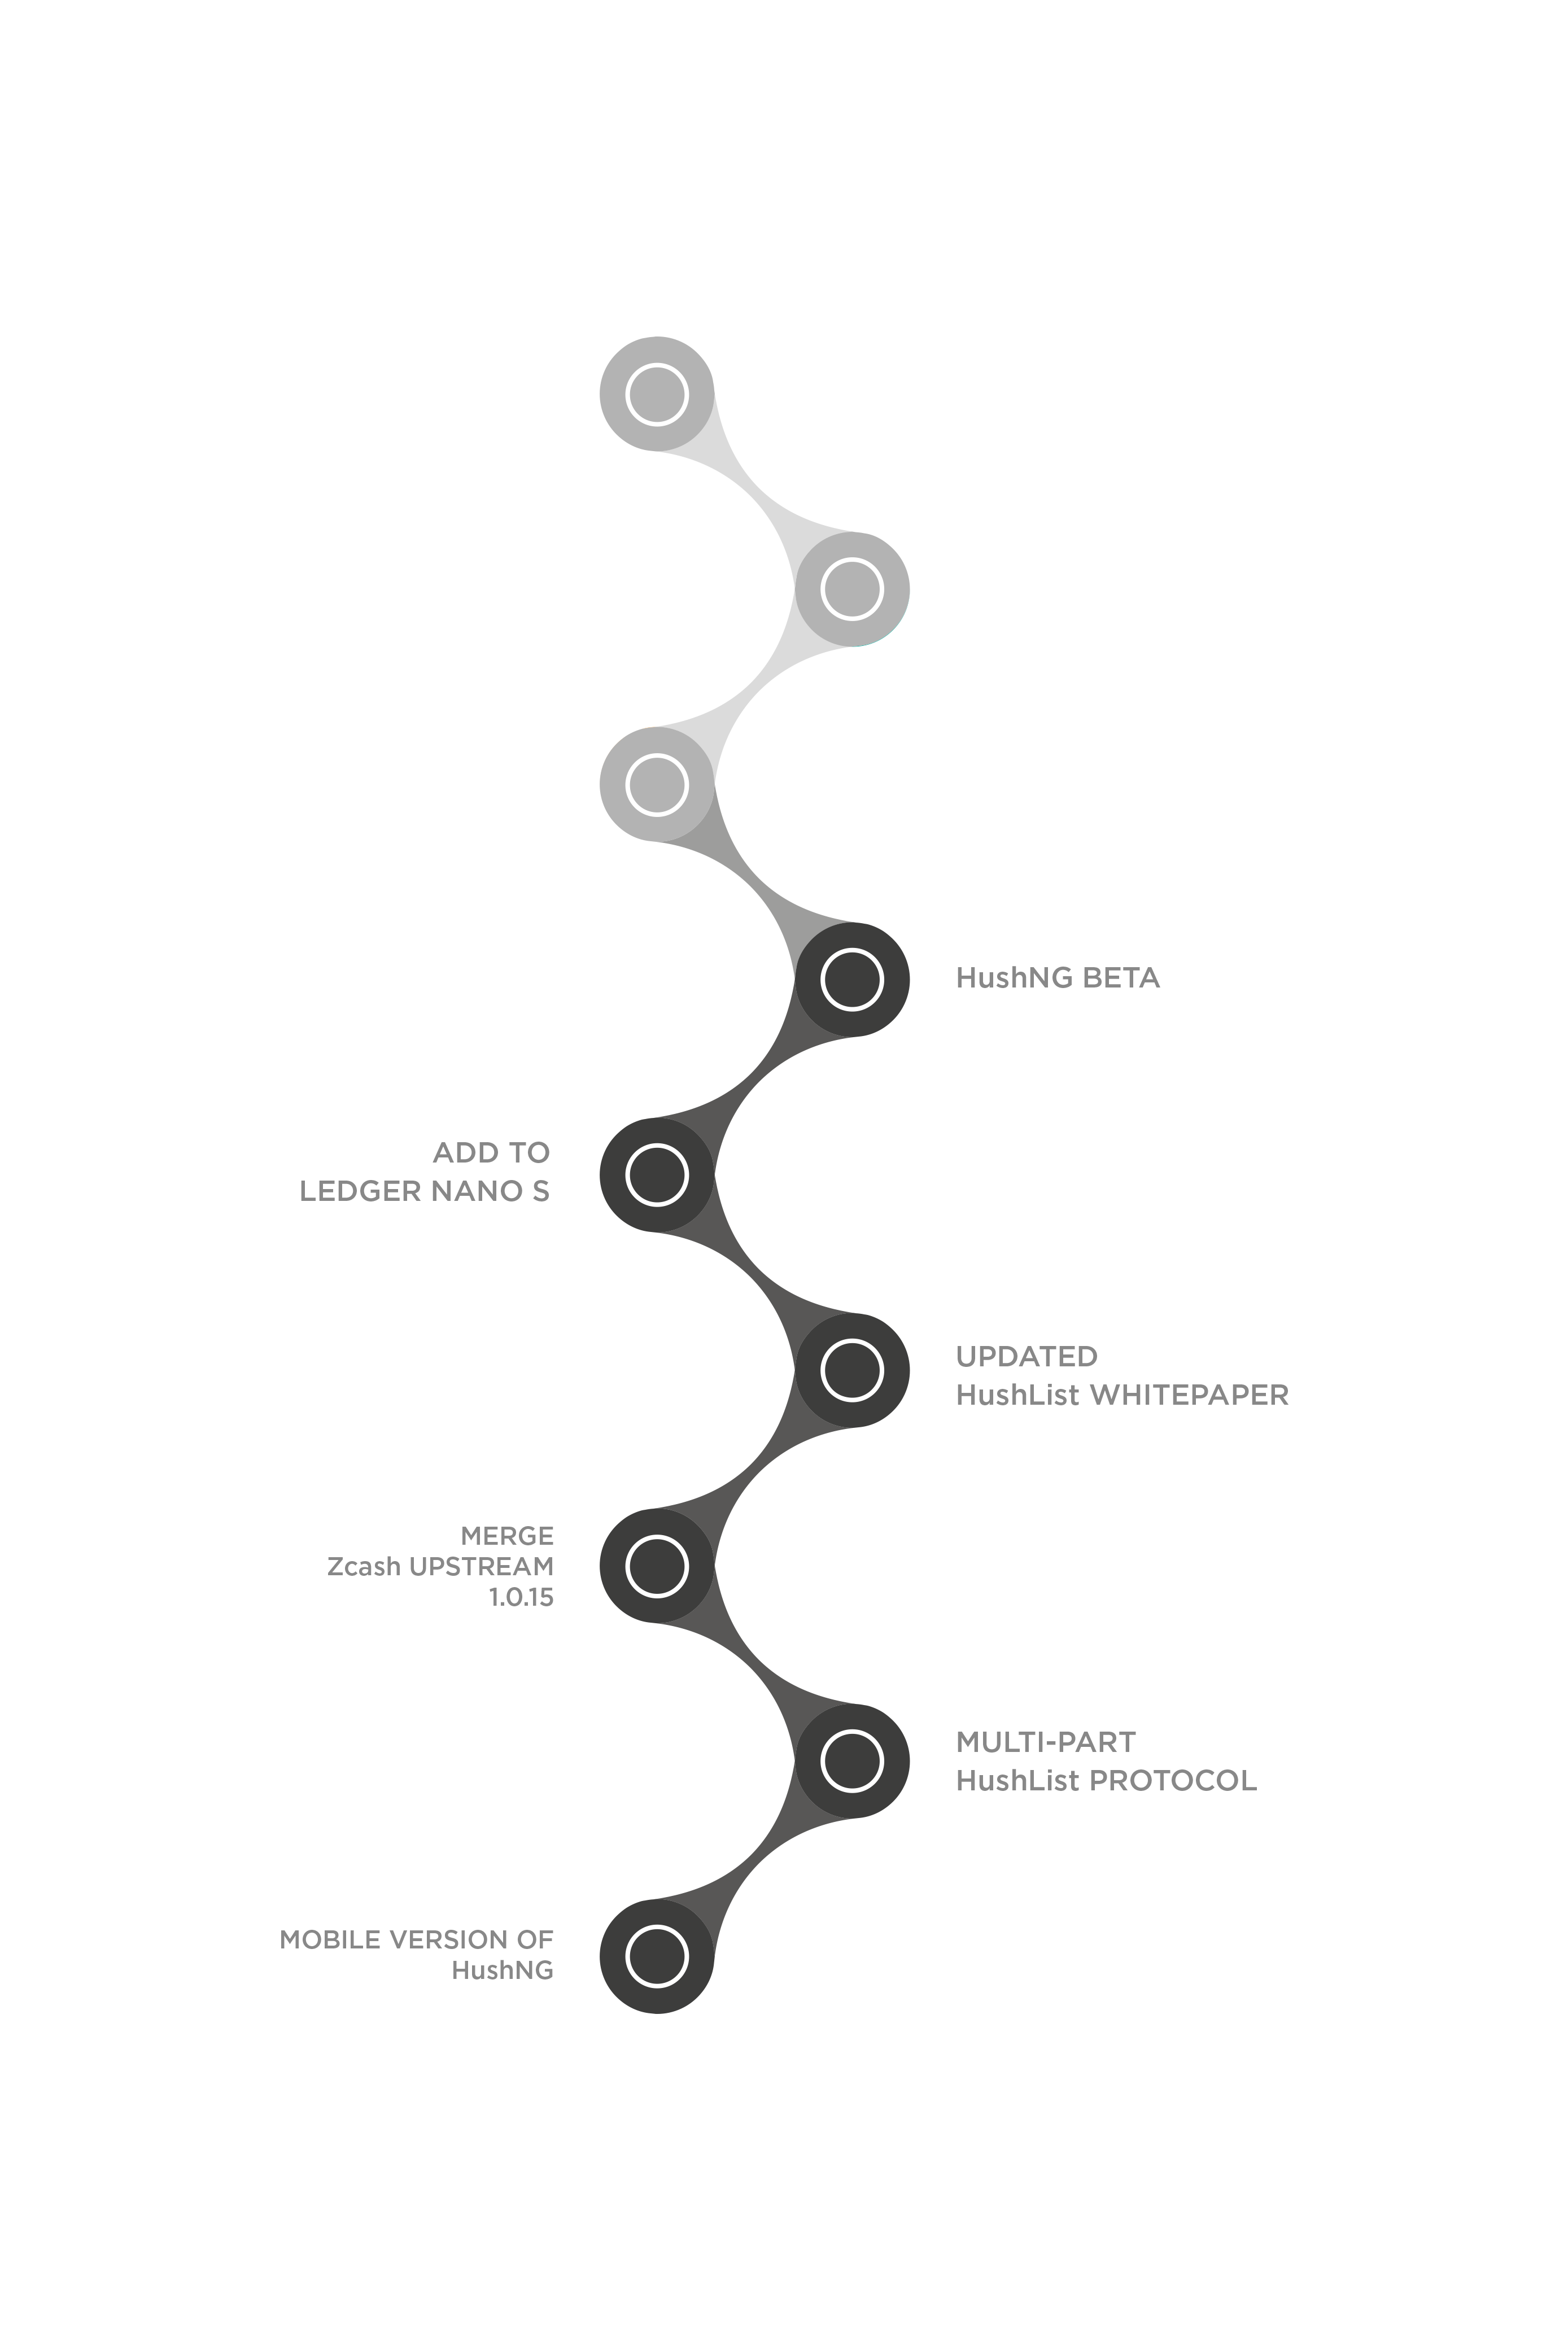 HushNG BETA
ADD TO
LEDGER NANO S
UPDATED
HushList WHITEPAPER
MERGE
Zcash UPSTREAM
1.0.15
MULTI-PART
HushList PROTOCOL
MOBILE VERSION OF
HushNG